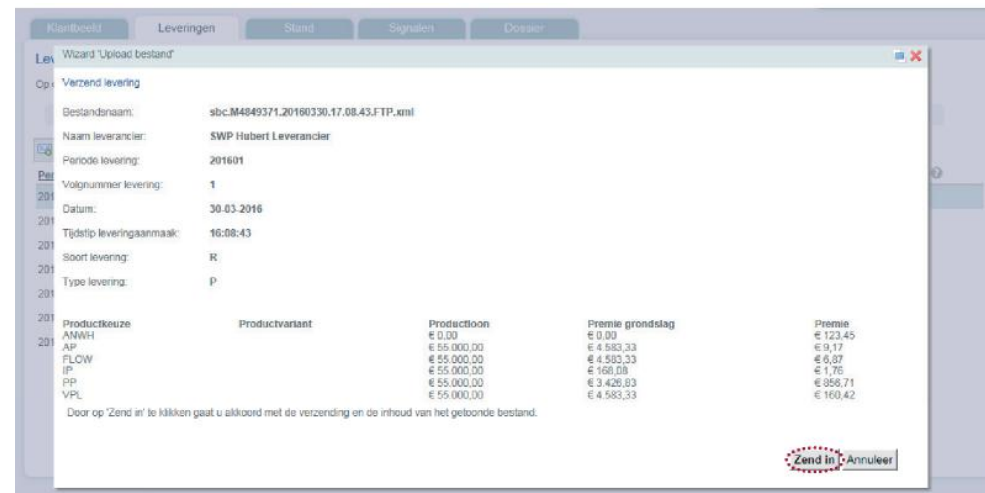 Klantbeeld Leveringen Stand Signalen Dossier
Wizard 'Upload bestand'
Verzend levering
Bestandsnaam: sbc.M4849371.20160330.17.08.43.FTP.xml
Naam leverancier: SWP Hubert Leverancier
Periode levering: 201601
Volgnummer levering: 1
Datum: 30-03-2016
Tijdstip leveringaanmaak: 16:08:43
Soort levering: R
Type levering: P
Productkeuze Productvariant Productloon Premie grondslag Premie
ANWH € 0,00 € 0,00 € 123,45
AP € 55.000,00 € 4.583,33 € 9,17
FLOW € 55.000,00 € 4.583,33 € 6,87
IP € 55.000,00 € 168,08 € 1,76
PP € 55.000,00 € 3.426,83 € 856,71
VPL € 55.000,00 € 4.583,33 € 160,42
Door op 'Zend in' te klikken gaat u akkoord met de verzending en de inhoud van het getoonde bestand.
Zend in Annuleer